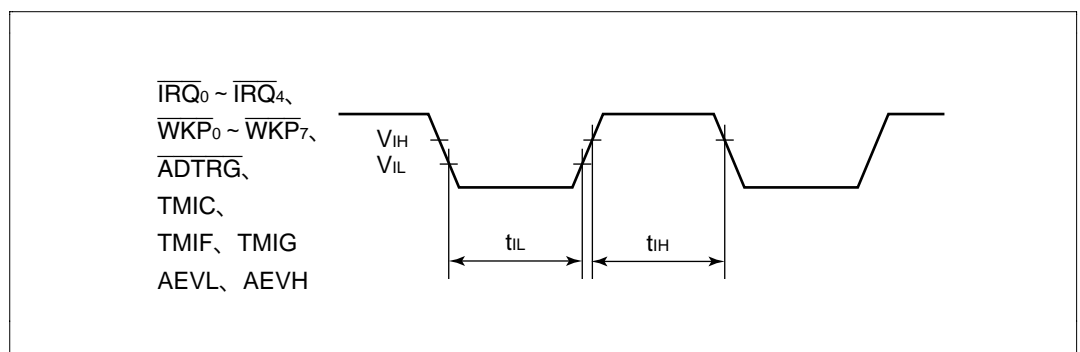 IRQ0 ~ IRQ4、
WKP0 ~ WKP7、
ADTRG、
TMIC、
TMIF、TMIG
AEVL、AEVH
VIH
VIL
tIL
tIH